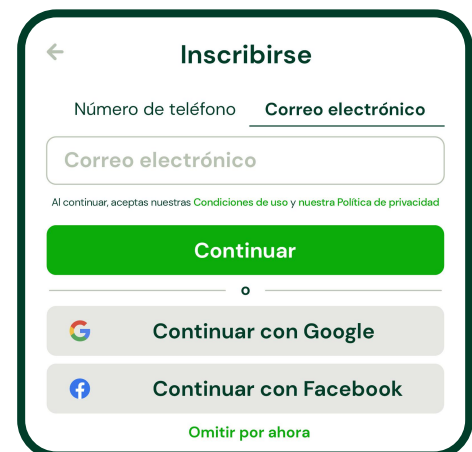 Inscribirse
Número de teléfono Correo electrónico
Correo electrónico
Al continuar, aceptas nuestras Condiciones de uso y nuestra Política de privacidad
Continuar
o
Continuar con Google
Continuar con Facebook
Omitir por ahora